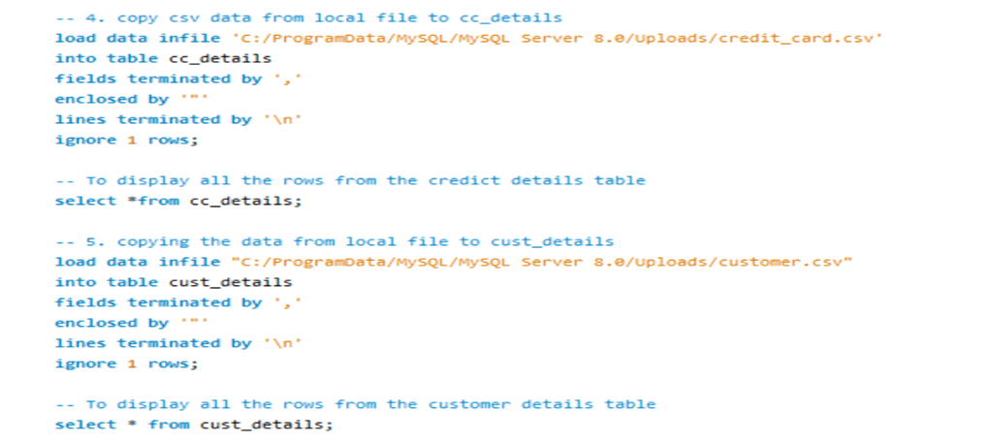 -- 4. copy csv data from local file to cc_details
load data infile 'C:/ProgramData/MySQL/MySQL Server 8.0/Uploads/credit_card.csv'
into table cc_details
fields terminated by ','
enclosed by '"'
lines terminated by '\n'
ignore 1 rows;
-- To display all the rows from the credict details table
select *from cc_details;
-- 5. copying the data from local file to cust_details
load data infile "C:/ProgramData/MySQL/MySQL Server 8.0/Uploads/customer.csv"
into table cust_details
fields terminated by ','
enclosed by '"'
lines terminated by '\n'
ignore 1 rows;
-- To display all the rows from the customer details table
select * from cust_details;